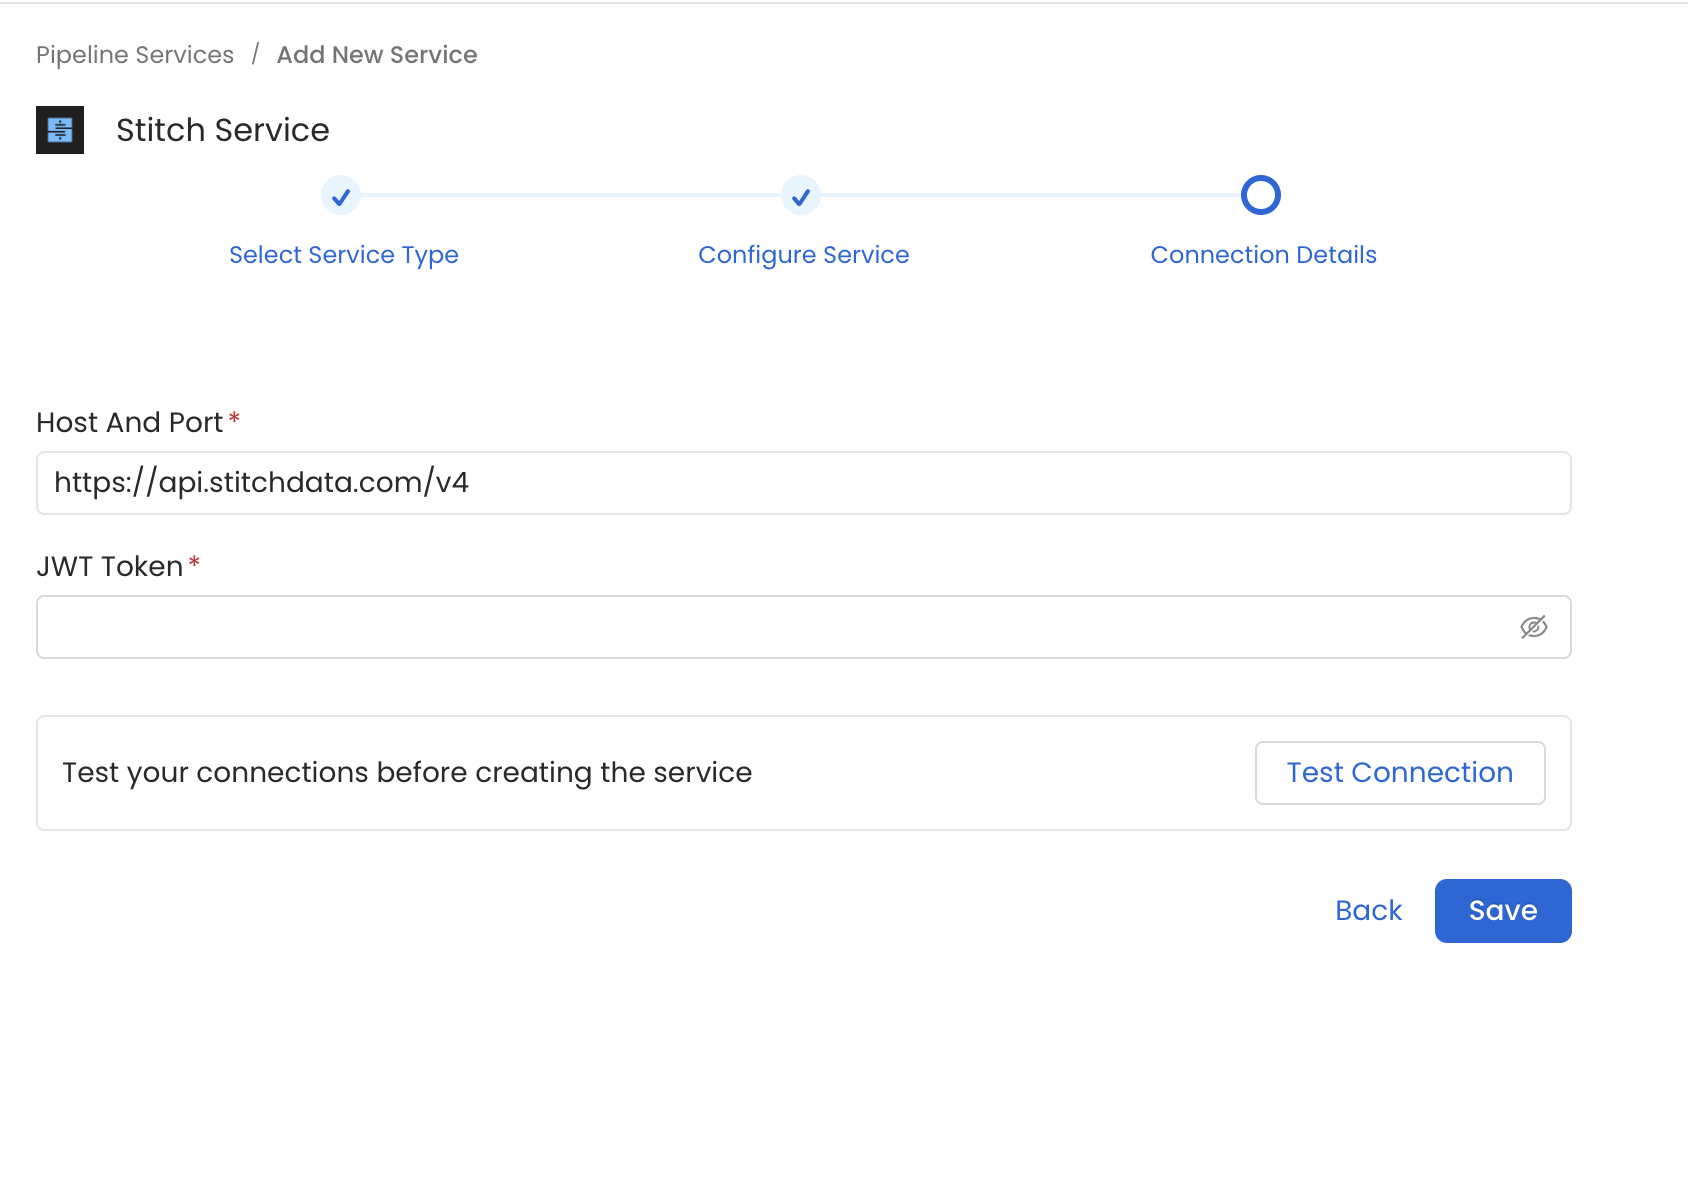 Pipeline Services / Add New Service
Stitch Service
Select Service Type Configure Service Connection Details
Host And Port*
https://api.stitchdata.com/v4
JWT Token*
Test your connections before creating the service Test Connection
Back Save